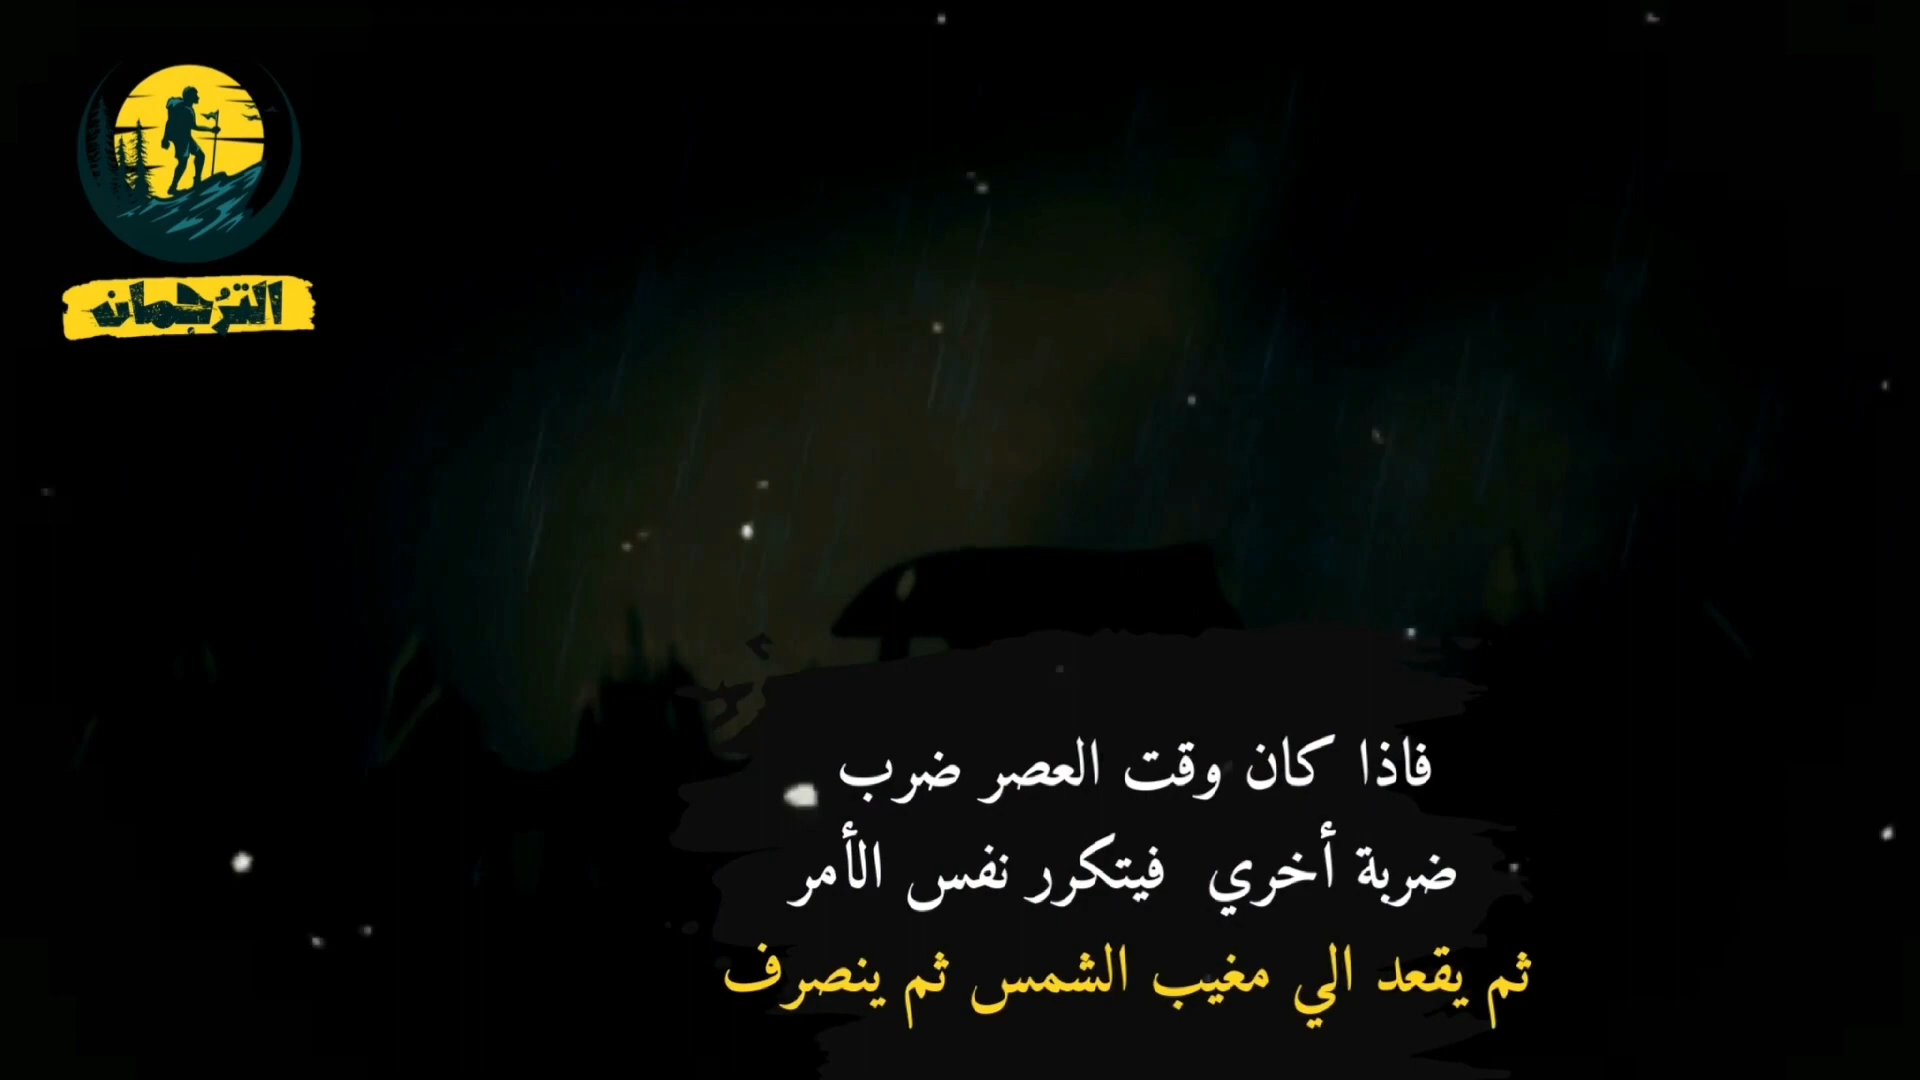 الترجمان
فاذا كان وقت العصر ضرب
ضربة أخري فيتكرر نفس الأمر
ثم يقعد الي مغيب الشمس ثم ينصرف